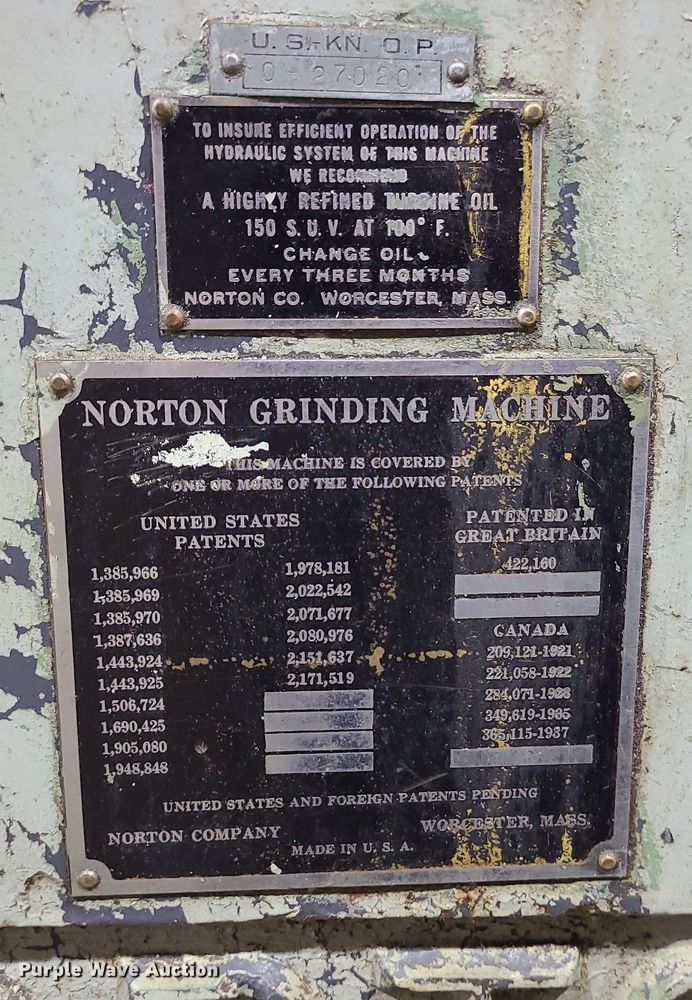 U. S.-KN. O. P.
0-27020
TO INSURE EFFICIENT OPERATION OF THE
HYDRAULIC SYSTEM OF THIS MACHINE
WE RECOMMEND
A HIGHLY REFINED TURBINE OIL
150 S. U. V. AT 100° F.
CHANGE OIL
EVERY THREE MONTHS
NORTON CO. WORCESTER, MASS.
NORTON GRINDING MACHINE
THIS MACHINE IS COVERED BY
ONE OR MORE OF THE FOLLOWING PATENTS
UNITED STATES
PATENTS
1,385,966
1,385,969
1,385,970
1,387,636
1,443,924
1,443,925
1,506,724
1,690,425
1,905,080
1,948,848
1,978,181
2,022,542
2,071,677
2,080,976
2,151,637
2,171,519
PATENTED IN
GREAT BRITAIN
422,160
CANADA
209,121-1921
221,058-1922
284,071-1928
349,619-1935
365,115-1937
UNITED STATES AND FOREIGN PATENTS PENDING
NORTON COMPANY WORCESTER, MASS.
MADE IN U. S. A.
Purple Wave Auction